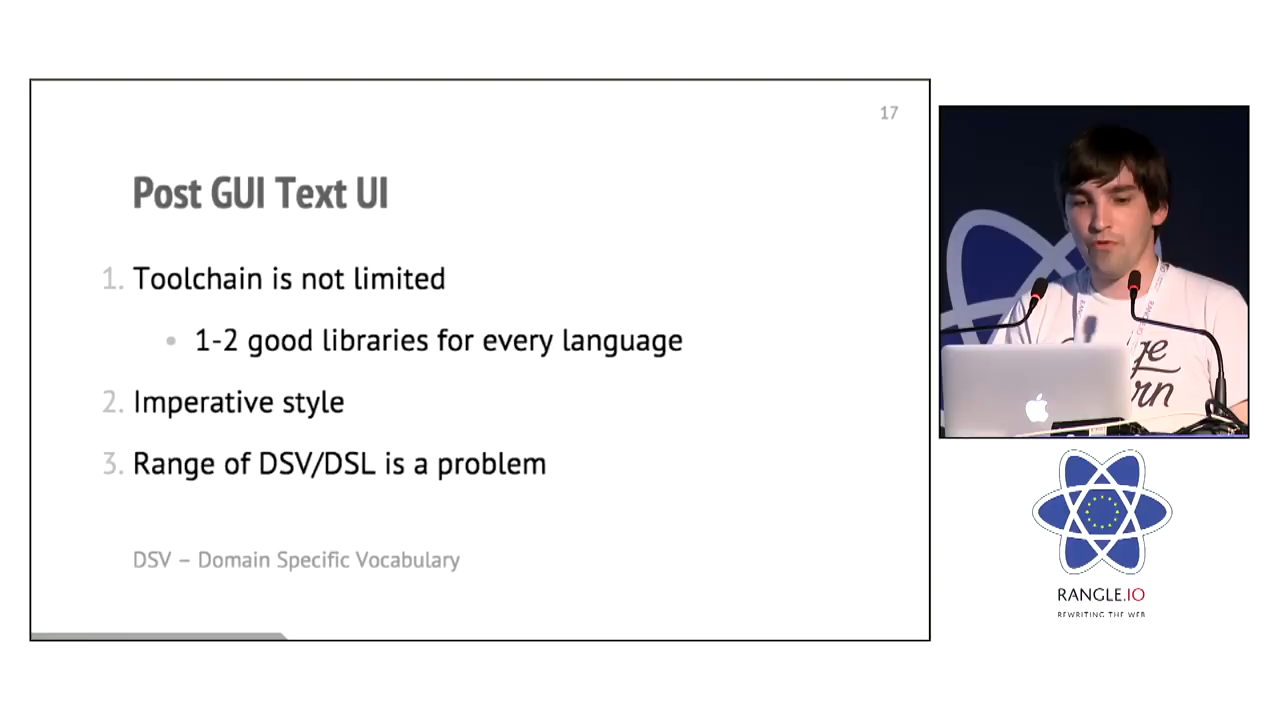 17
Post GUI Text UI
1. Toolchain is not limited
• 1-2 good libraries for every language
2. Imperative style
3. Range of DSV/DSL is a problem
DSV – Domain Specific Vocabulary
RANGLE.IO
REWRITING THE WEB